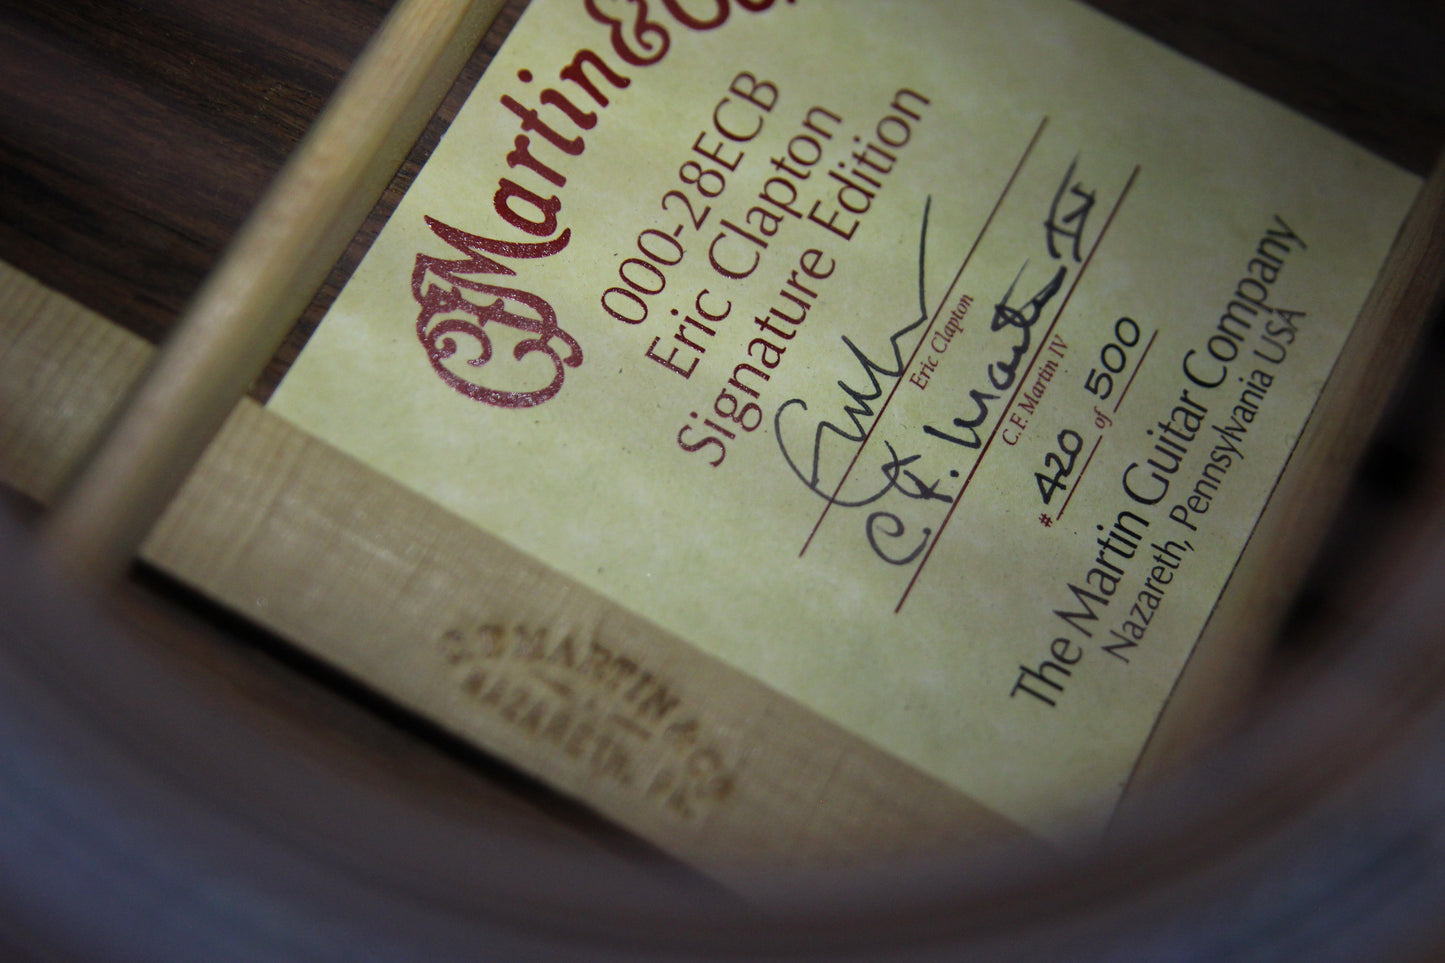 CFMartin & Co
000-28ECB
Eric Clapton
Signature Edition
Eric Clapton
C. F. Martin IV
C. F. Martin IV
# 420 of 500
The Martin Guitar Company
Nazareth, Pennsylvania USA
MARTIN & CO
NAZARETH, PA.